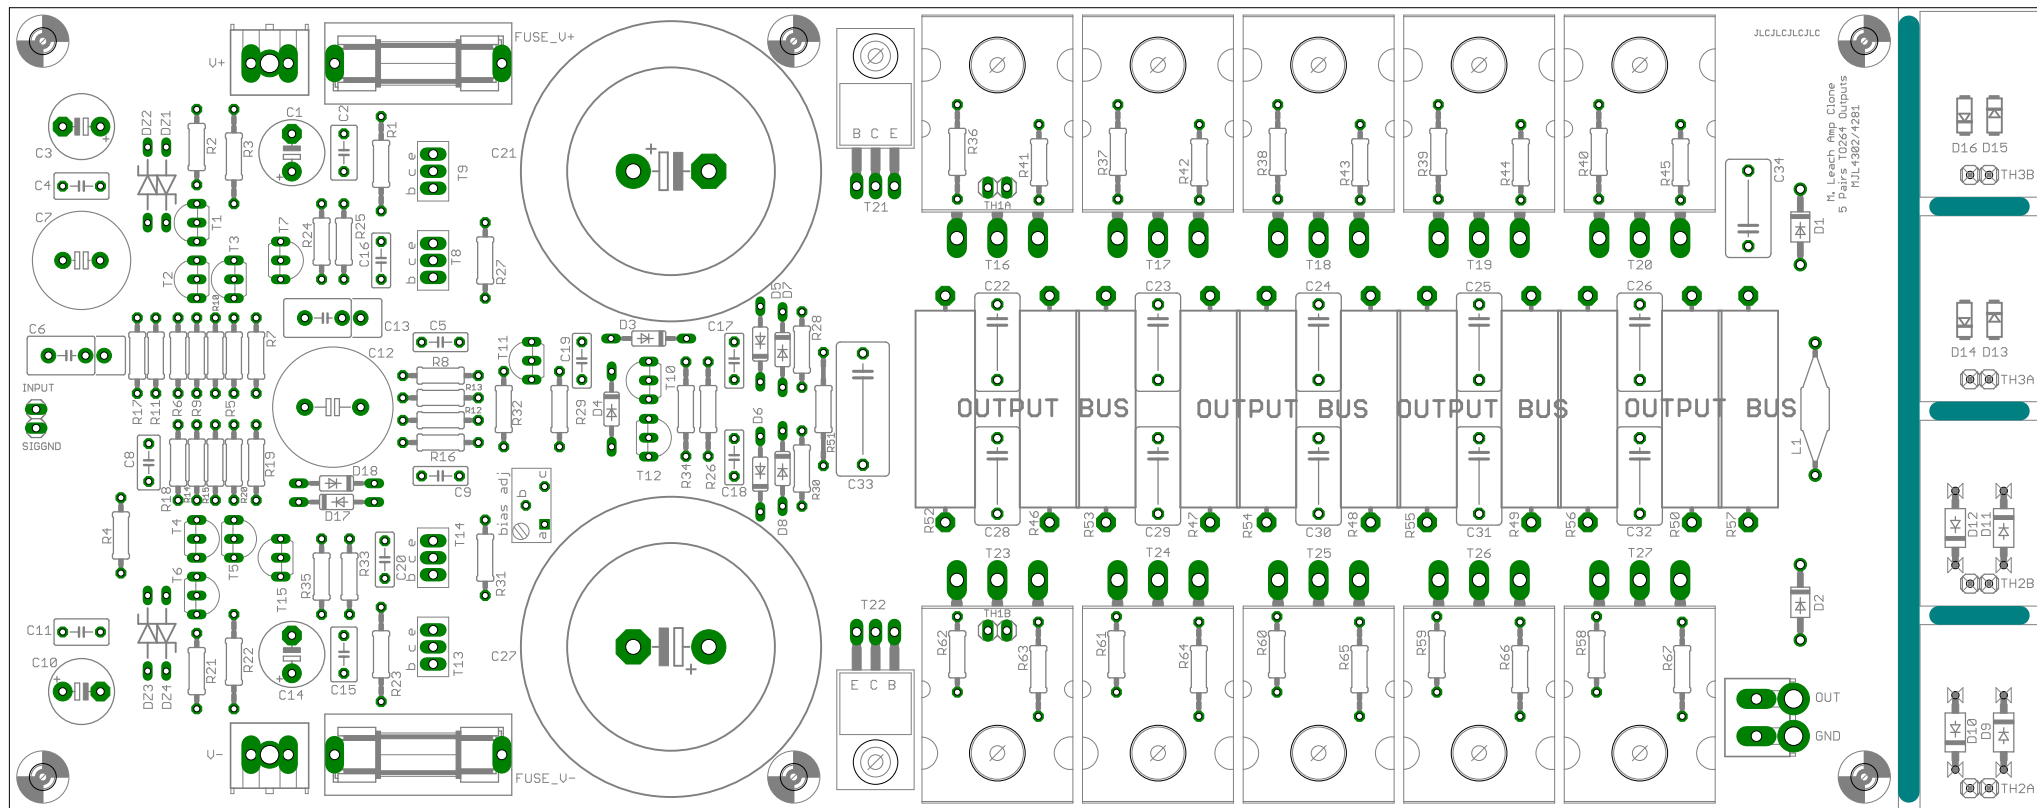 FUSE_V+
V+
JLCJLCJLCJLC
M. Leach Amp Clone
5 Pairs TO264 Outputs
MJL4302/4281
C3
DZ2
DZ1
R2
R3
C1
C2
R1
C21
B C E
T21
R36
R41
R37
R42
R38
R43
R39
R44
R40
R45
C34
D16 D15
TH3B
C4
C7
T1
T2
T3
T7
R24
R25
C16
b c e
T9
b c e
T8
R27
TH1A
T16
T17
T18
T19
T20
D1
C6
R10
R7
C13
C12
C5
R8
R13
R12
R16
C9
T11
C19
D3
T10
C17
D5
D7
R28
C22
C23
C24
C25
C26
D14 D13
TH3A
INPUT
SIGGND
R17
R11
R6
R9
R5
R32
R29
D4
T12
R34
R26
D6
C18
D8
R30
R51
C33
OUTPUT BUS
OUTPUT BUS
OUTPUT BUS
OUTPUT BUS
L1
C8
R18
R14
R15
R20
R19
D18
D17
bias adj
a
b
c
R52
C28
R46
R53
C29
R47
R54
C30
R48
R55
C31
R49
R56
C32
R50
R57
D12
D11
TH2B
R4
T4
T5
T6
T15
R35
R33
C20
b c e
T14
R31
T23
T24
T25
T26
T27
D2
C11
C10
DZ3
DZ4
R21
R22
C14
C15
R23
b c e
T13
C27
T22
E C B
TH1B
R62
R63
R61
R64
R60
R65
R59
R66
R58
R67
OUT
GND
D10
D9
TH2A
V-
FUSE_V-